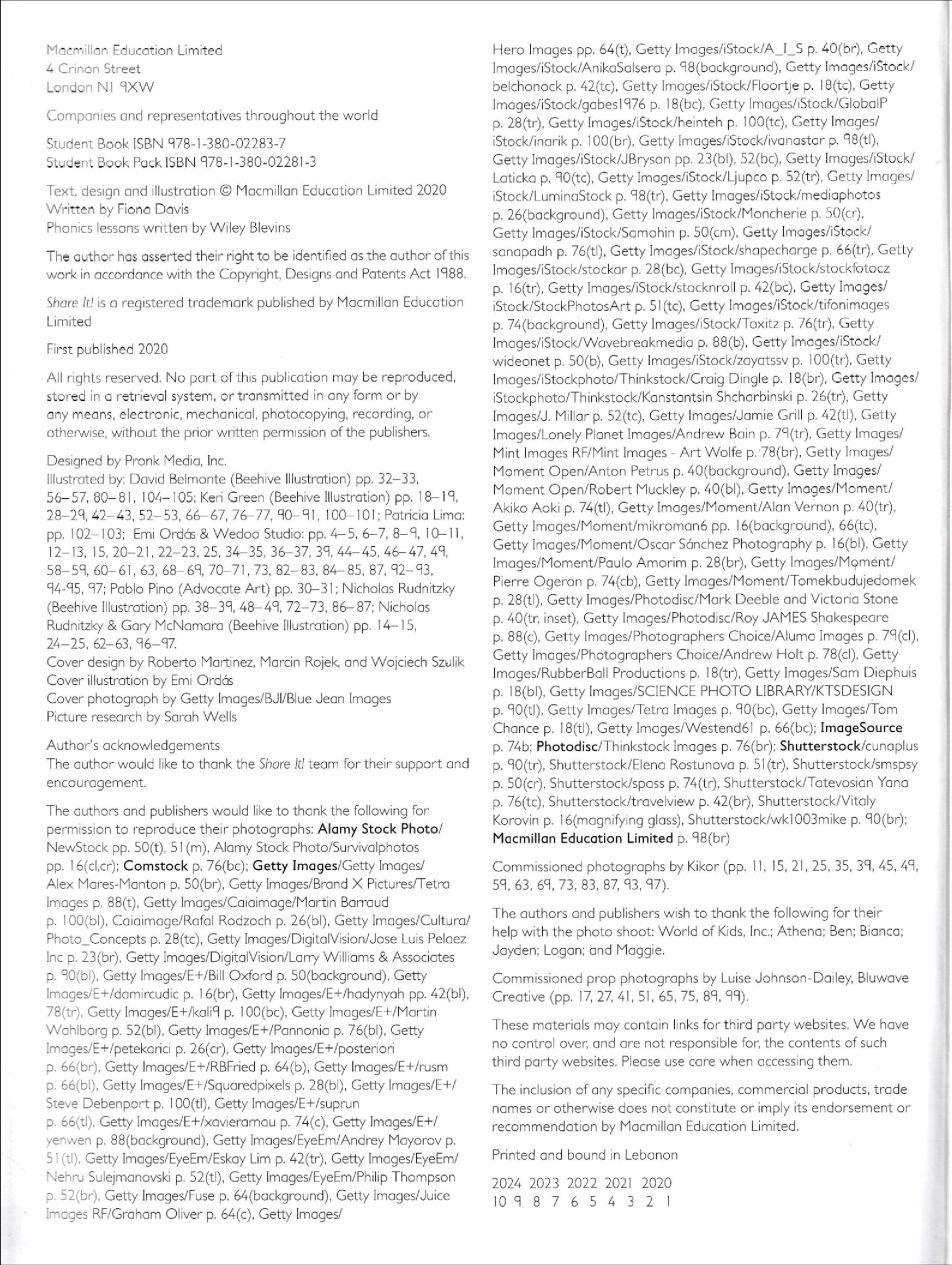 Macmillan Education Limited
4 Crinan Street
London N1 9XW
Companies and representatives throughout the world
Student Book ISBN 978-1-380-02283-7
Student Book Pack ISBN 978-1-380-02281-3
Text, design and illustration © Macmillan Education Limited 2020
Written by Fiona Davis
Phonics lessons written by Wiley Blevins
The author has asserted their right to be identified as the author of this
work in accordance with the Copyright, Designs and Patents Act 1988.
Share It! is a registered trademark published by Macmillan Education
Limited
First published 2020
All rights reserved. No part of this publication may be reproduced,
stored in a retrieval system, or transmitted in any form or by
any means, electronic, mechanical, photocopying, recording, or
otherwise, without the prior written permission of the publishers.
Designed by Pronk Media, Inc.
Illustrated by: David Belmonte (Beehive Illustration) pp. 32–33,
56–57, 80–81, 104–105; Keri Green (Beehive Illustration) pp. 18–19,
28–29, 42–43, 52–53, 66–67, 76–77, 90–91, 100–101; Patricia Lima:
pp. 102–103; Emi Ordás & Wedoo Studio: pp. 4–5, 6–7, 8–9, 10–11,
12–13, 15, 20–21, 22–23, 25, 34–35, 36–37, 39, 44–45, 46–47, 49,
58–59, 60–61, 63, 68–69, 70–71, 73, 82–83, 84–85, 87, 92–93,
94-95, 97; Pablo Pino (Advocate Art) pp. 30–31; Nicholas Rudnitzky
(Beehive Illustration) pp. 38–39, 48–49, 72–73, 86–87; Nicholas
Rudnitzky & Gary McNamara (Beehive Illustration) pp. 14–15,
24–25, 62–63, 96–97.
Cover design by Roberto Martinez, Marcin Rojek, and Wojciech Szulik
Cover illustration by Emi Ordás
Cover photograph by Getty Images/BJI/Blue Jean Images
Picture research by Sarah Wells
Author's acknowledgements
The author would like to thank the Share It! team for their support and
encouragement.
The authors and publishers would like to thank the following for
permission to reproduce their photographs: Alamy Stock Photo/
NewStock pp. 50(t), 51(m), Alamy Stock Photo/Survivalphotos
pp. 16(cl,cr); Comstock p. 76(bc); Getty Images/Getty Images/
Alex Mares-Manton p. 50(br), Getty Images/Brand X Pictures/Tetra
Images p. 88(t), Getty Images/Caiaimage/Martin Barraud
p. 100(bl), Caiaimage/Rafal Rodzoch p. 26(bl), Getty Images/Cultura/
Photo_Concepts p. 28(tc), Getty Images/DigitalVision/Jose Luis Pelaez
Inc p. 23(br), Getty Images/DigitalVision/Larry Williams & Associates
p. 90(bl), Getty Images/E+/Bill Oxford p. 50(background), Getty
Images/E+/damircudic p. 16(br), Getty Images/E+/hadynyah pp. 42(bl),
78(tr), Getty Images/E+/kali9 p. 100(bc), Getty Images/E+/Martin
Wahlborg p. 52(bl), Getty Images/E+/Pannonia p. 76(bl), Getty
Images/E+/petekarici p. 26(cr), Getty Images/E+/posteriori
p. 66(br), Getty Images/E+/RBFried p. 64(b), Getty Images/E+/rusm
p. 66(bl), Getty Images/E+/Squaredpixels p. 28(bl), Getty Images/E+/
Steve Debenport p. 100(tl), Getty Images/E+/suprun
p. 66(tl), Getty Images/E+/xavierarnau p. 74(c), Getty Images/E+/
yenwen p. 88(background), Getty Images/EyeEm/Andrey Mayorov p.
51(tl), Getty Images/EyeEm/Eskay Lim p. 42(tr), Getty Images/EyeEm/
Nehru Sulejmanovski p. 52(tl), Getty Images/EyeEm/Philip Thompson
p. 52(br), Getty Images/Fuse p. 64(background), Getty Images/Juice
Images RF/Graham Oliver p. 64(c), Getty Images/
Hero Images pp. 64(t), Getty Images/iStock/A_I_S p. 40(br), Getty
Images/iStock/AnikaSalsera p. 98(background), Getty Images/iStock/
belchonock p. 42(tc), Getty Images/iStock/Floortje p. 18(tc), Getty
Images/iStock/gabes1976 p. 18(bc), Getty Images/iStock/GlobalP
p. 28(tr), Getty Images/iStock/heinteh p. 100(tc), Getty Images/
iStock/inarik p. 100(br), Getty Images/iStock/ivanastar p. 98(tl),
Getty Images/iStock/JBryson pp. 23(bl), 52(bc), Getty Images/iStock/
Laticka p. 90(tc), Getty Images/iStock/Ljupco p. 52(tr), Getty Images/
iStock/LuminaStock p. 98(tr), Getty Images/iStock/mediaphotos
p. 26(background), Getty Images/iStock/Moncherie p. 50(cr),
Getty Images/iStock/Samohin p. 50(cm), Getty Images/iStock/
sanapadh p. 76(tl), Getty Images/iStock/shapecharge p. 66(tr), Getty
Images/iStock/stockar p. 28(bc), Getty Images/iStock/stockfotocz
p. 16(tr), Getty Images/iStock/stocknroll p. 42(bc), Getty Images/
iStock/StockPhotosArt p. 51(tc), Getty Images/iStock/tifonimages
p. 74(background), Getty Images/iStock/Toxitz p. 76(tr), Getty
Images/iStock/Wavebreakmedia p. 88(b), Getty Images/iStock/
wideonet p. 50(b), Getty Images/iStock/zayatssv p. 100(tr), Getty
Images/iStockphoto/Thinkstock/Craig Dingle p. 18(br), Getty Images/
iStockphoto/Thinkstock/Kanstantsin Shcharbinski p. 26(tr), Getty
Images/J. Millar p. 52(tc), Getty Images/Jamie Grill p. 42(tl), Getty
Images/Lonely Planet Images/Andrew Bain p. 79(tr), Getty Images/
Mint Images RF/Mint Images - Art Wolfe p. 78(br), Getty Images/
Moment Open/Anton Petrus p. 40(background), Getty Images/
Moment Open/Robert Muckley p. 40(bl), Getty Images/Moment/
Akiko Aoki p. 74(tl), Getty Images/Moment/Alan Vernon p. 40(tr),
Getty Images/Moment/mikroman6 pp. 16(background), 66(tc),
Getty Images/Moment/Oscar Sánchez Photography p. 16(bl), Getty
Images/Moment/Paulo Amorim p. 28(br), Getty Images/Moment/
Pierre Ogeron p. 74(cb), Getty Images/Moment/Tomekbudujedomek
p. 28(tl), Getty Images/Photodisc/Mark Deeble and Victoria Stone
p. 40(tr, inset), Getty Images/Photodisc/Roy JAMES Shakespeare
p. 88(c), Getty Images/Photographers Choice/Aluma Images p. 79(cl),
Getty Images/Photographers Choice/Andrew Holt p. 78(cl), Getty
Images/RubberBall Productions p. 18(tr), Getty Images/Sam Diephuis
p. 18(bl), Getty Images/SCIENCE PHOTO LIBRARY/KTSDESIGN
p. 90(tl), Getty Images/Tetra Images p. 90(bc), Getty Images/Tom
Chance p. 18(tl), Getty Images/Westend61 p. 66(bc); ImageSource
p. 74b; Photodisc/Thinkstock Images p. 76(br); Shutterstock/cunaplus
p. 90(tr), Shutterstock/Elena Rostunova p. 51(tr), Shutterstock/smspsy
p. 50(cr), Shutterstock/spass p. 74(tr), Shutterstock/Tatevosian Yana
p. 76(tc), Shutterstock/travelview p. 42(br), Shutterstock/Vitaly
Korovin p. 16(magnifying glass), Shutterstock/wk1003mike p. 90(br);
Macmillan Education Limited p. 98(br)
Commissioned photographs by Kikor (pp. 11, 15, 21, 25, 35, 39, 45, 49,
59, 63, 69, 73, 83, 87, 93, 97).
The authors and publishers wish to thank the following for their
help with the photo shoot: World of Kids, Inc.; Athena; Ben; Bianca;
Jayden; Logan; and Maggie.
Commissioned prop photographs by Luise Johnson-Dailey, Bluwave
Creative (pp. 17, 27, 41, 51, 65, 75, 89, 99).
These materials may contain links for third party websites. We have
no control over, and are not responsible for, the contents of such
third party websites. Please use care when accessing them.
The inclusion of any specific companies, commercial products, trade
names or otherwise does not constitute or imply its endorsement or
recommendation by Macmillan Education Limited.
Printed and bound in Lebanon
2024 2023 2022 2021 2020
10 9 8 7 6 5 4 3 2 1